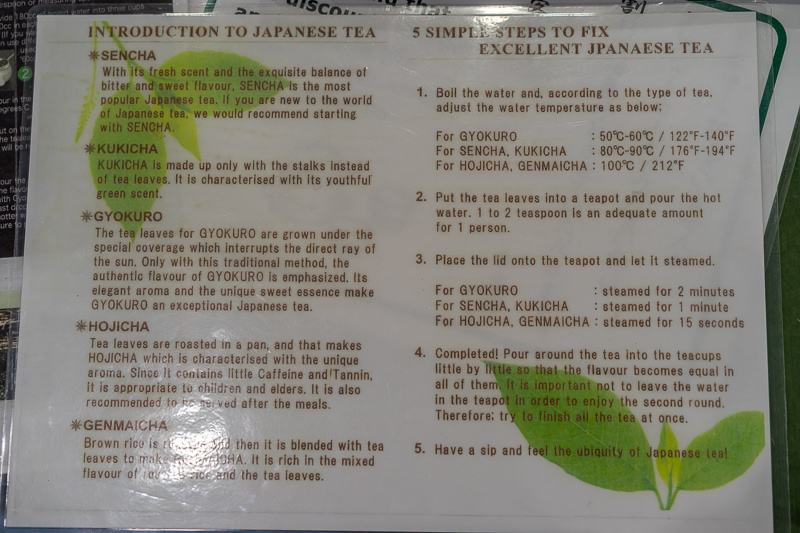 INTRODUCTION TO JAPANESE TEA
✳SENCHA
With its fresh scent and the exquisite balance of
bitter and sweet flavour, SENCHA is the most
popular Japanese tea. If you are new to the world
of Japanese tea, we would recommend starting
with SENCHA.
✳KUKICHA
KUKICHA is made up only with the stalks instead
of tea leaves. It is characterised with its youthful
green scent.
✳GYOKURO
The tea leaves for GYOKURO are grown under the
special coverage which interrupts the direct ray of
the sun. Only with this traditional method, the
authentic flavour of GYOKURO is emphasized. Its
elegant aroma and the unique sweet essence make
GYOKURO an exceptional Japanese tea.
✳HOJICHA
Tea leaves are roasted in a pan, and that makes
HOJICHA which is characterised with the unique
aroma. Since it contains little Caffeine and Tannin,
it is appropriate to children and elders. It is also
recommended to be served after the meals.
✳GENMAICHA
Brown rice is and then it is blended with tea
leaves to make GENMAICHA. It is rich in the mixed
flavour of rice and the tea leaves.
5 SIMPLE STEPS TO FIX
EXCELLENT JPANAESE TEA
1. Boil the water and, according to the type of tea,
adjust the water temperature as below;
For GYOKURO : 50℃-60℃ / 122°F-140°F
For SENCHA, KUKICHA : 80℃-90℃ / 176°F-194°F
For HOJICHA, GENMAICHA : 100℃ / 212°F
2. Put the tea leaves into a teapot and pour the hot
water. 1 to 2 teaspoon is an adequate amount
for 1 person.
3. Place the lid onto the teapot and let it steamed.
For GYOKURO : steamed for 2 minutes
For SENCHA, KUKICHA : steamed for 1 minute
For HOJICHA, GENMAICHA : steamed for 15 seconds
4. Completed! Pour around the tea into the teacups
little by little so that the flavour becomes equal in
all of them. It is important not to leave the water
in the teapot in order to enjoy the second round.
Therefore; try to finish all the tea at once.
5. Have a sip and feel the ubiquity of Japanese tea!